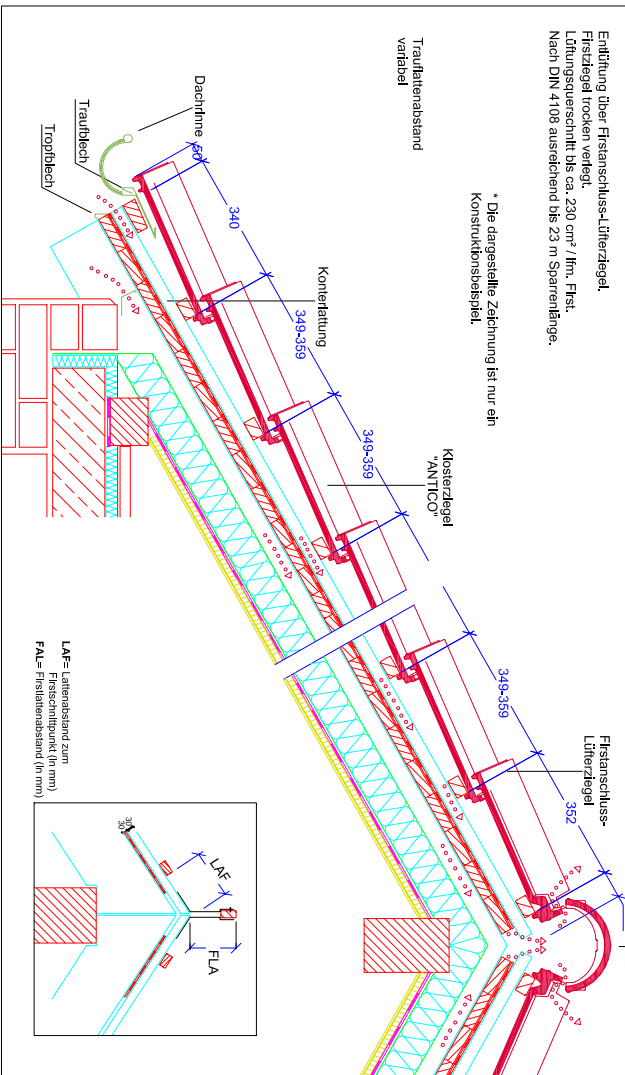 Entlüftung über Firstanschluss-Lüfterziegel.
Firstziegel trocken verlegt.
Lüftungsquerschnitt bis ca. 230 cm² / lfm. First.
Nach DIN 4108 ausreichend bis 23 m Sparrenlänge.
* Die dargestellte Zeichnung ist nur ein
Konstruktionsbeispiel.
Trauflattenabstand
variabel
Dachrinne
Traufblech
Tropfblech
50
340
349-359
349-359
349-359
352
Konterlattung
Klosterziegel
"ANTICO"
Firstanschluss-
Lüfterziegel
LAF= Lattenabstand zum
Firstschnittpunkt (in mm)
FAL= Firstlattenabstand (in mm)
30
30
LAF
FLA